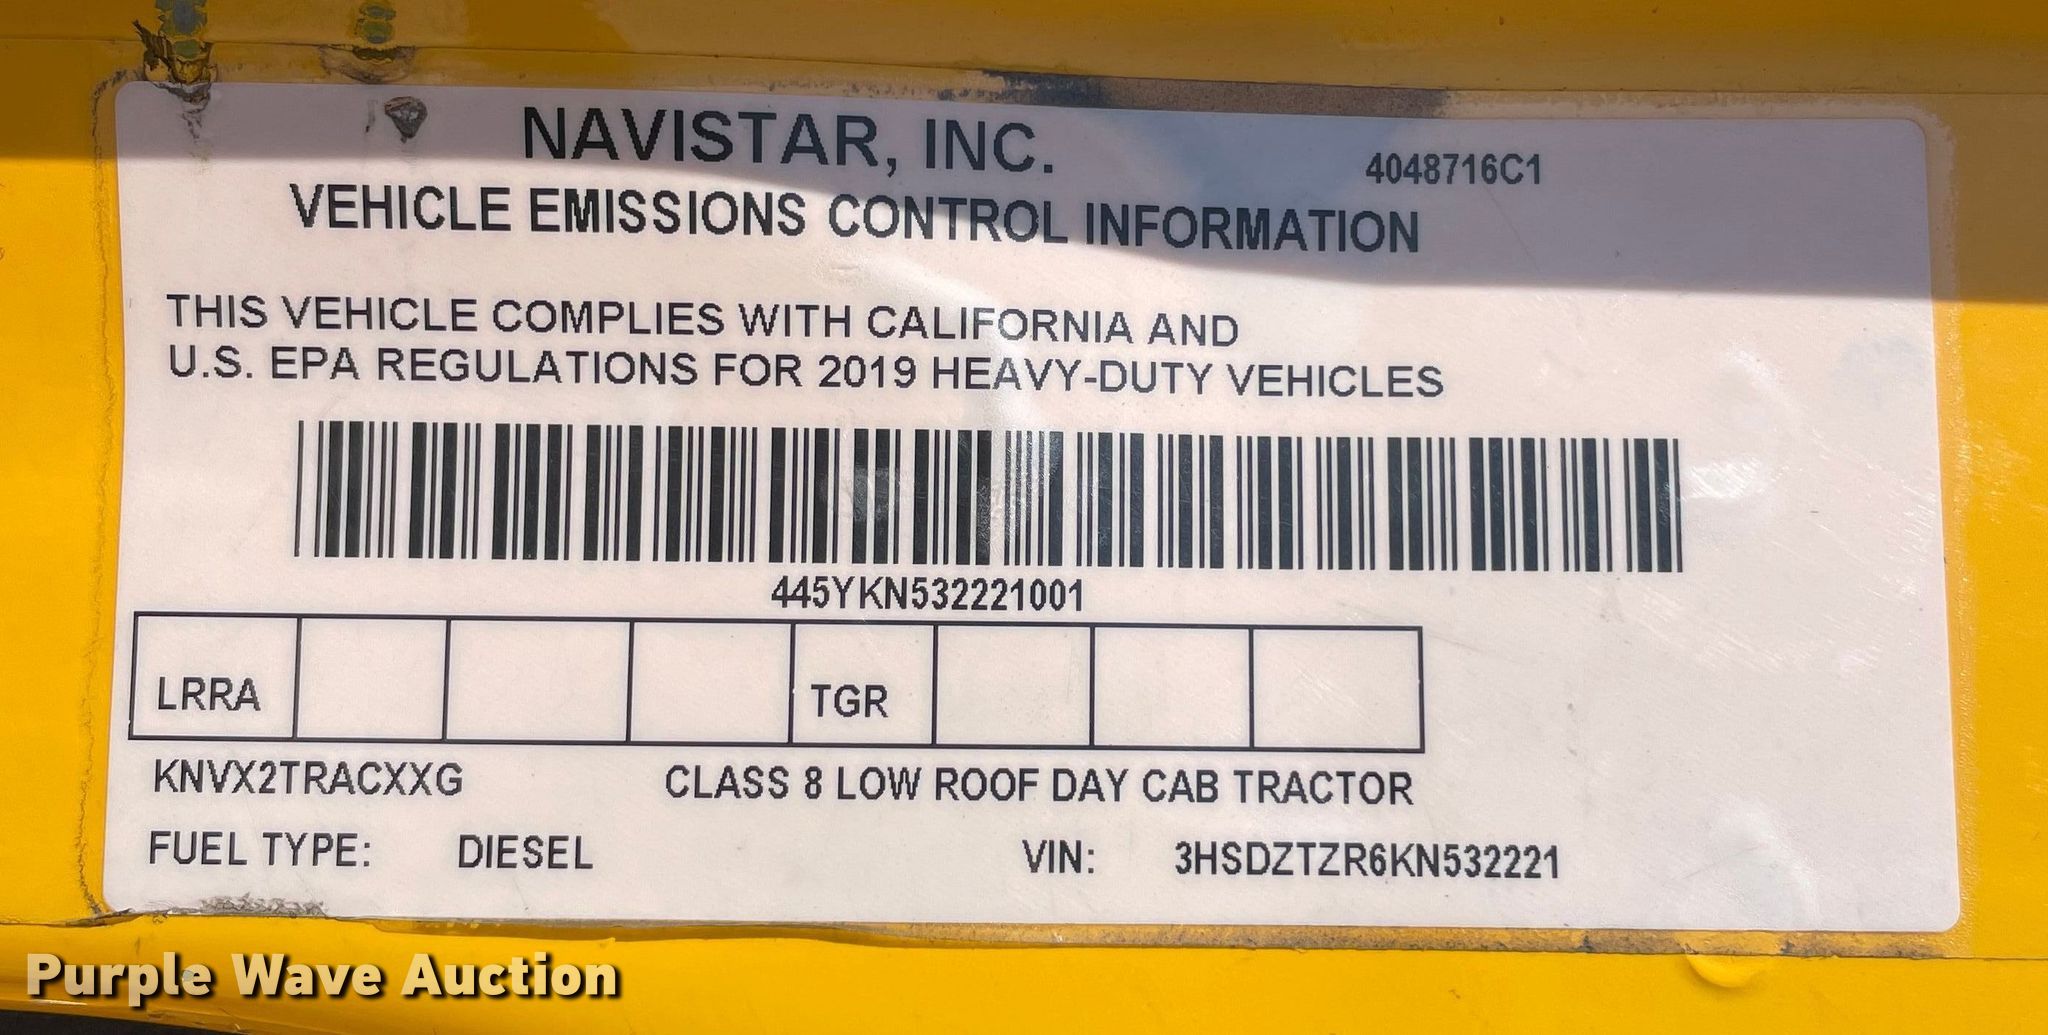 NAVISTAR, INC.
4048716C1
VEHICLE EMISSIONS CONTROL INFORMATION
THIS VEHICLE COMPLIES WITH CALIFORNIA AND
U.S. EPA REGULATIONS FOR 2019 HEAVY-DUTY VEHICLES
445YKN532221001
LRRA TGR
KNVX2TRACXXG CLASS 8 LOW ROOF DAY CAB TRACTOR
FUEL TYPE: DIESEL VIN: 3HSDZTZR6KN532221
Purple Wave Auction